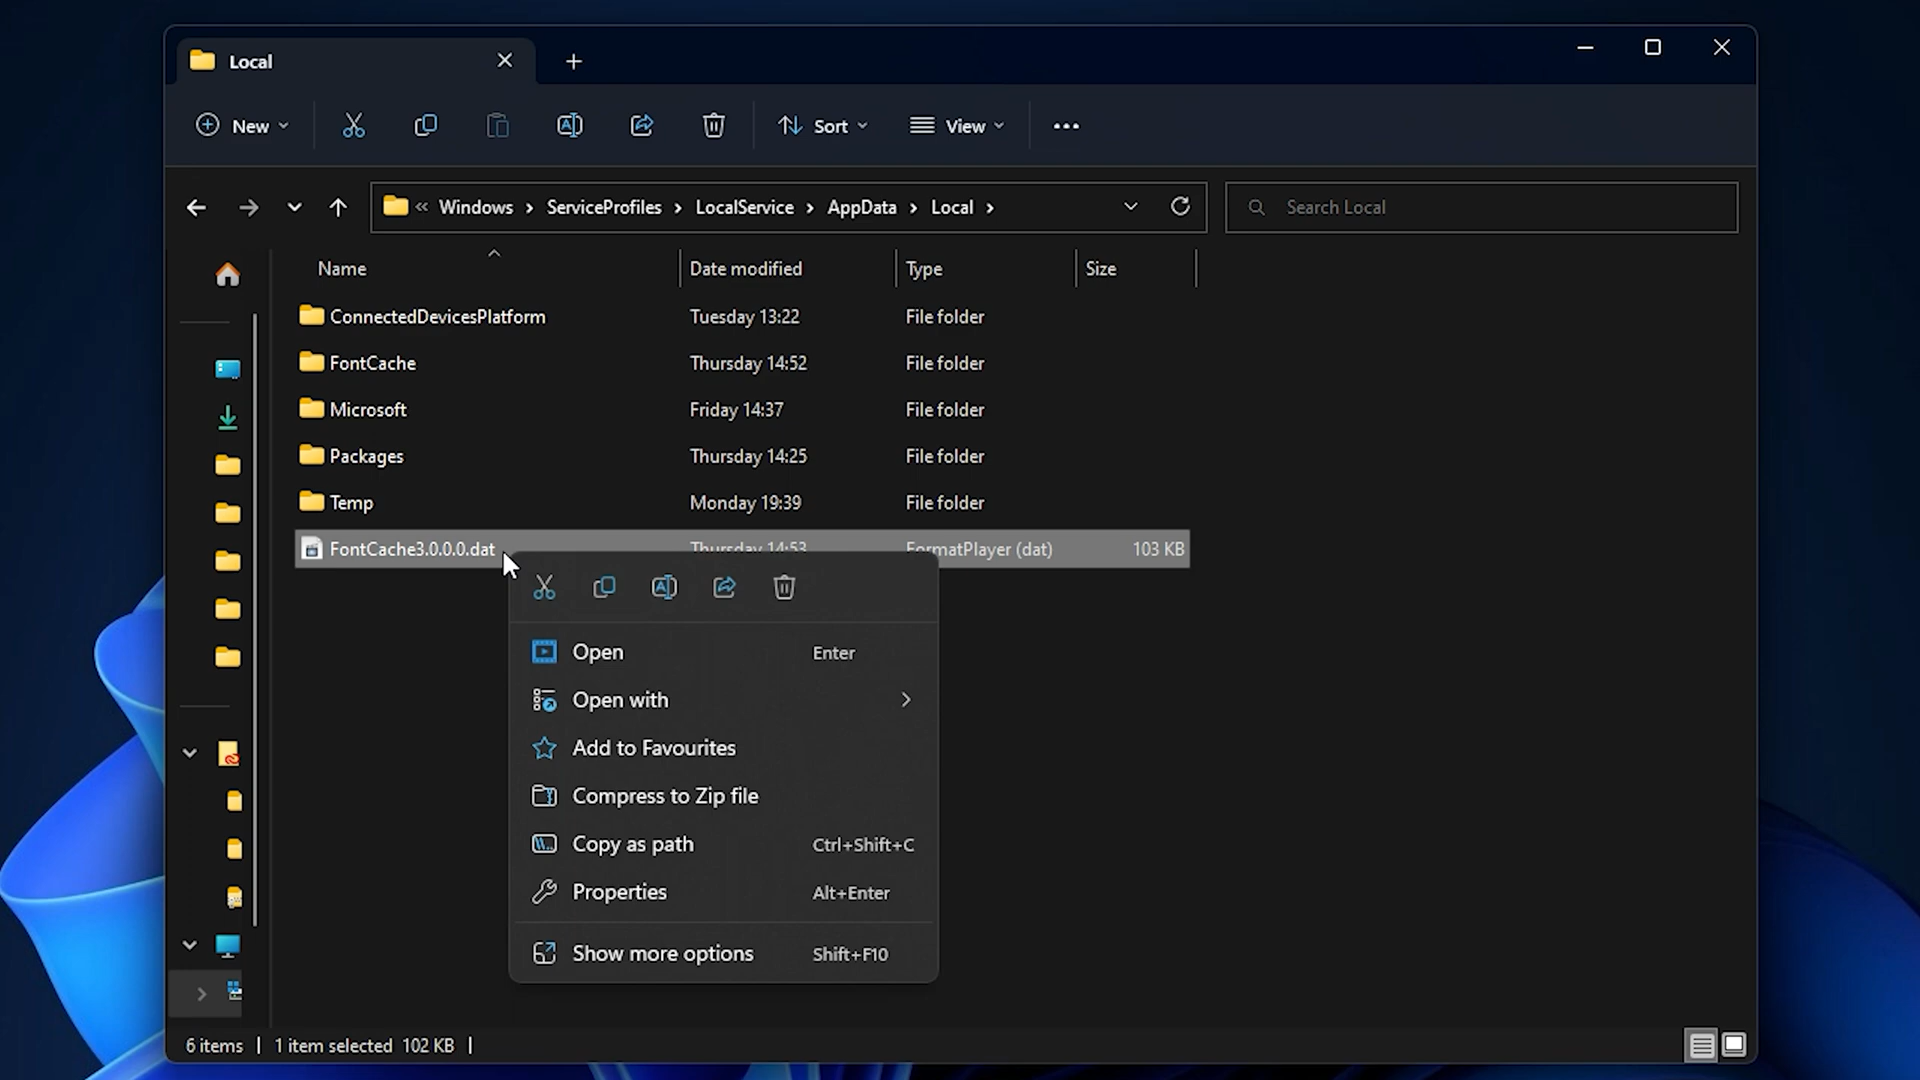 Local
New
Sort
View
« Windows › ServiceProfiles › LocalService › AppData › Local ›
Search Local
Name Date modified Type Size
ConnectedDevicesPlatform Tuesday 13:22 File folder
FontCache Thursday 14:52 File folder
Microsoft Friday 14:37 File folder
Packages Thursday 14:25 File folder
Temp Monday 19:39 File folder
FontCache3.0.0.0.dat Thursday 14:53 FormatPlayer (dat) 103 KB
Open Enter
Open with
Add to Favourites
Compress to Zip file
Copy as path Ctrl+Shift+C
Properties Alt+Enter
Show more options Shift+F10
6 items | 1 item selected 102 KB |